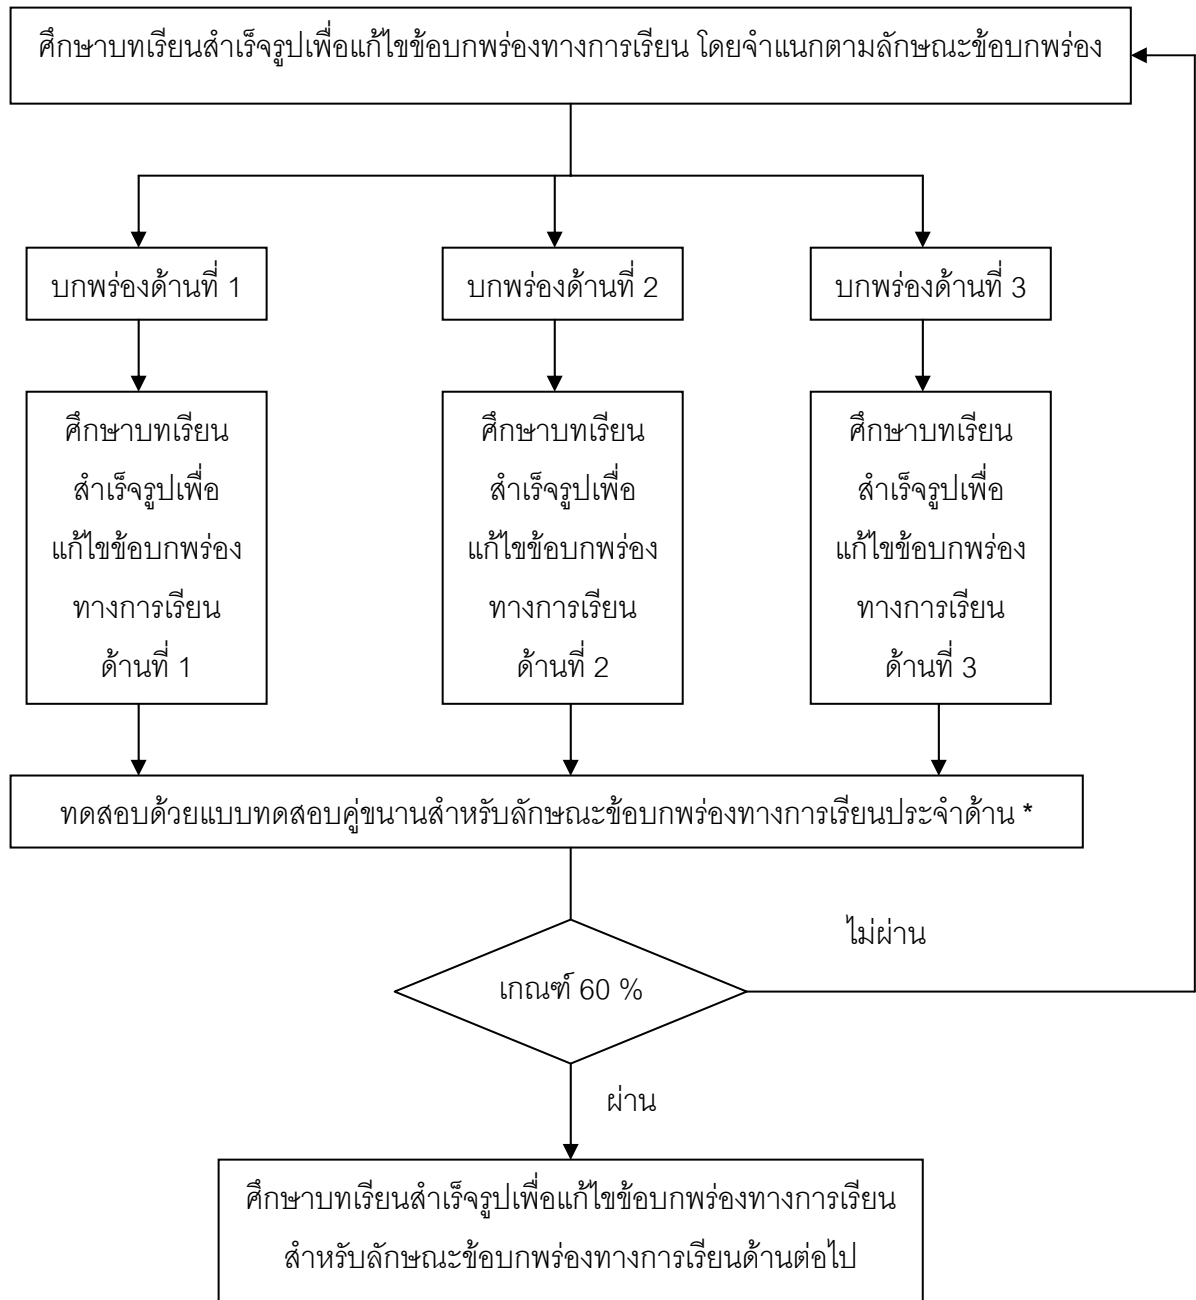 ศึกษาบทเรียนสำเร็จรูปเพื่อแก้ไขข้อบกพร่องทางการเรียน โดยจำแนกตามลักษณะข้อบกพร่อง
บกพร่องด้านที่ 1
บกพร่องด้านที่ 2
บกพร่องด้านที่ 3
ศึกษาบทเรียน
สำเร็จรูปเพื่อ
แก้ไขข้อบกพร่อง
ทางการเรียน
ด้านที่ 1
ศึกษาบทเรียน
สำเร็จรูปเพื่อ
แก้ไขข้อบกพร่อง
ทางการเรียน
ด้านที่ 2
ศึกษาบทเรียน
สำเร็จรูปเพื่อ
แก้ไขข้อบกพร่อง
ทางการเรียน
ด้านที่ 3
ทดสอบด้วยแบบทดสอบคู่ขนานสำหรับลักษณะข้อบกพร่องทางการเรียนประจำด้าน *
ไม่ผ่าน
เกณฑ์ 60 %
ผ่าน
ศึกษาบทเรียนสำเร็จรูปเพื่อแก้ไขข้อบกพร่องทางการเรียน
สำหรับลักษณะข้อบกพร่องทางการเรียนด้านต่อไป